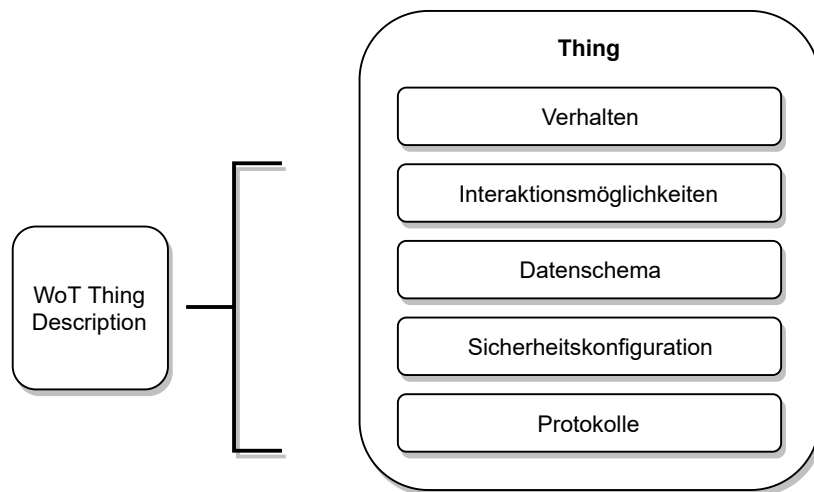 Thing
Verhalten
Interaktionsmöglichkeiten
Datenschema
Sicherheitskonfiguration
Protokolle
WoT Thing
Description